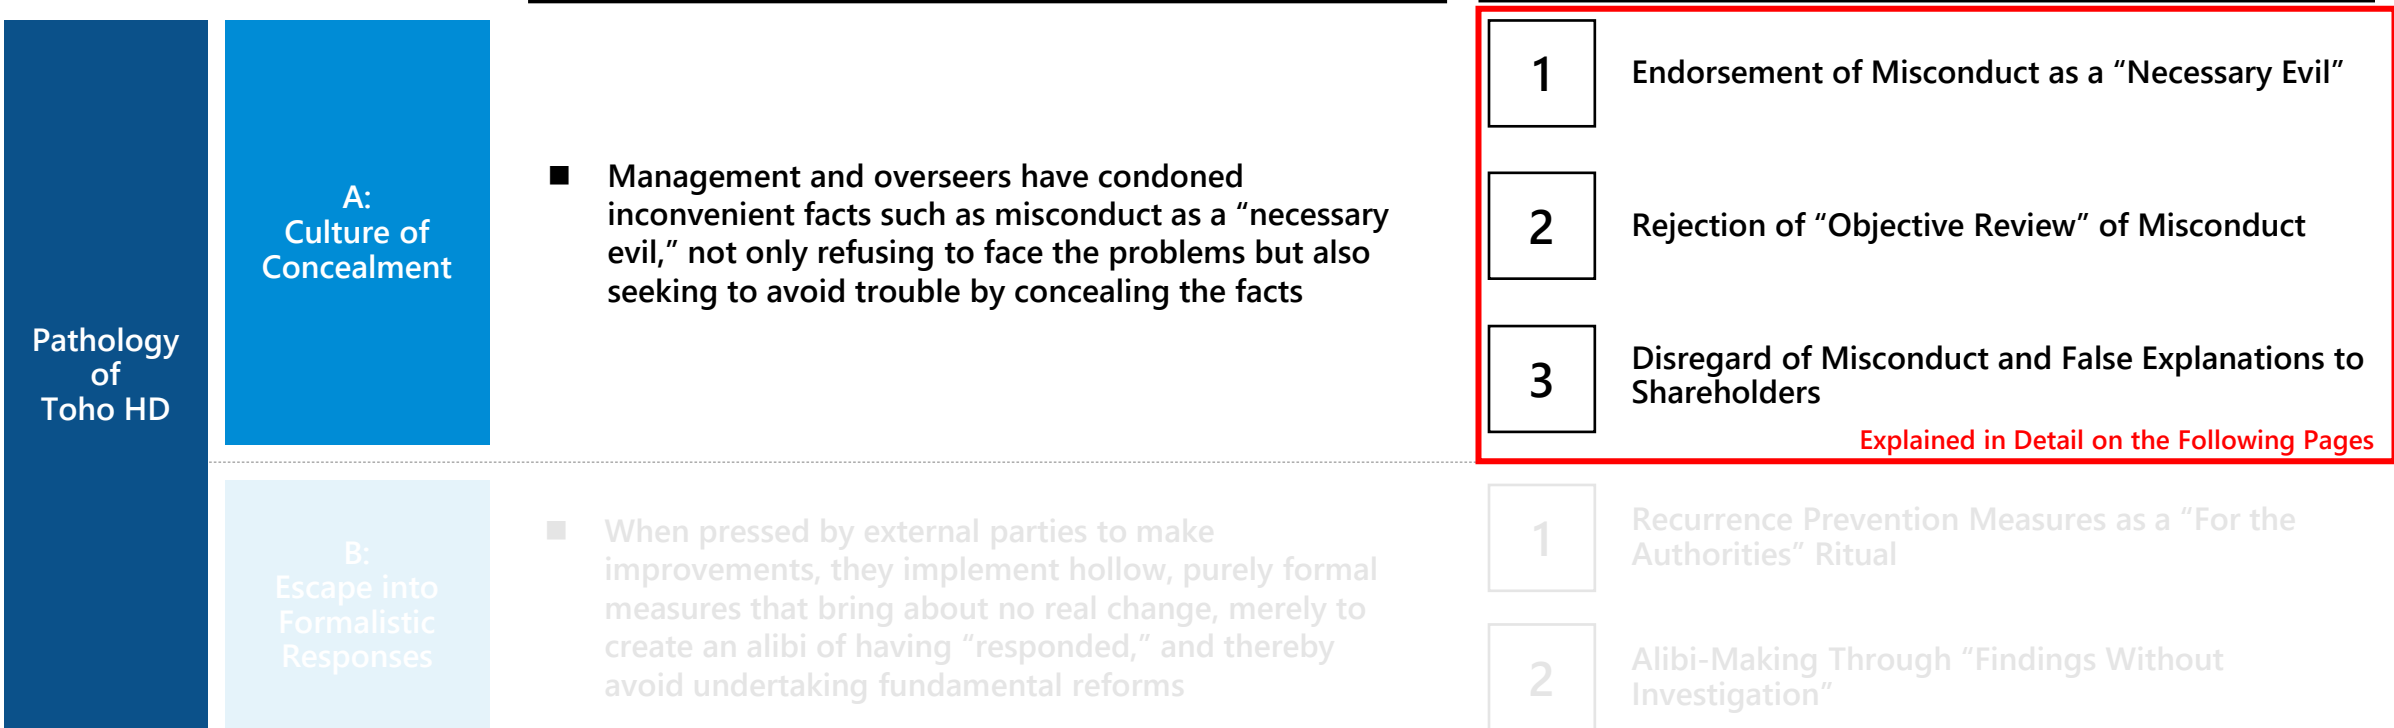 Pathology
of
Toho HD
A:
Culture of
Concealment
■ Management and overseers have condoned
inconvenient facts such as misconduct as a “necessary
evil,” not only refusing to face the problems but also
seeking to avoid trouble by concealing the facts
1
Endorsement of Misconduct as a “Necessary Evil”
2
Rejection of “Objective Review” of Misconduct
3
Disregard of Misconduct and False Explanations to
Shareholders
Explained in Detail on the Following Pages
B:
Escape into
Formalistic
Responses
■ When pressed by external parties to make
improvements, they implement hollow, purely formal
measures that bring about no real change, merely to
create an alibi of having “responded,” and thereby
avoid undertaking fundamental reforms
1
Recurrence Prevention Measures as a “For the
Authorities” Ritual
2
Alibi-Making Through “Findings Without
Investigation”